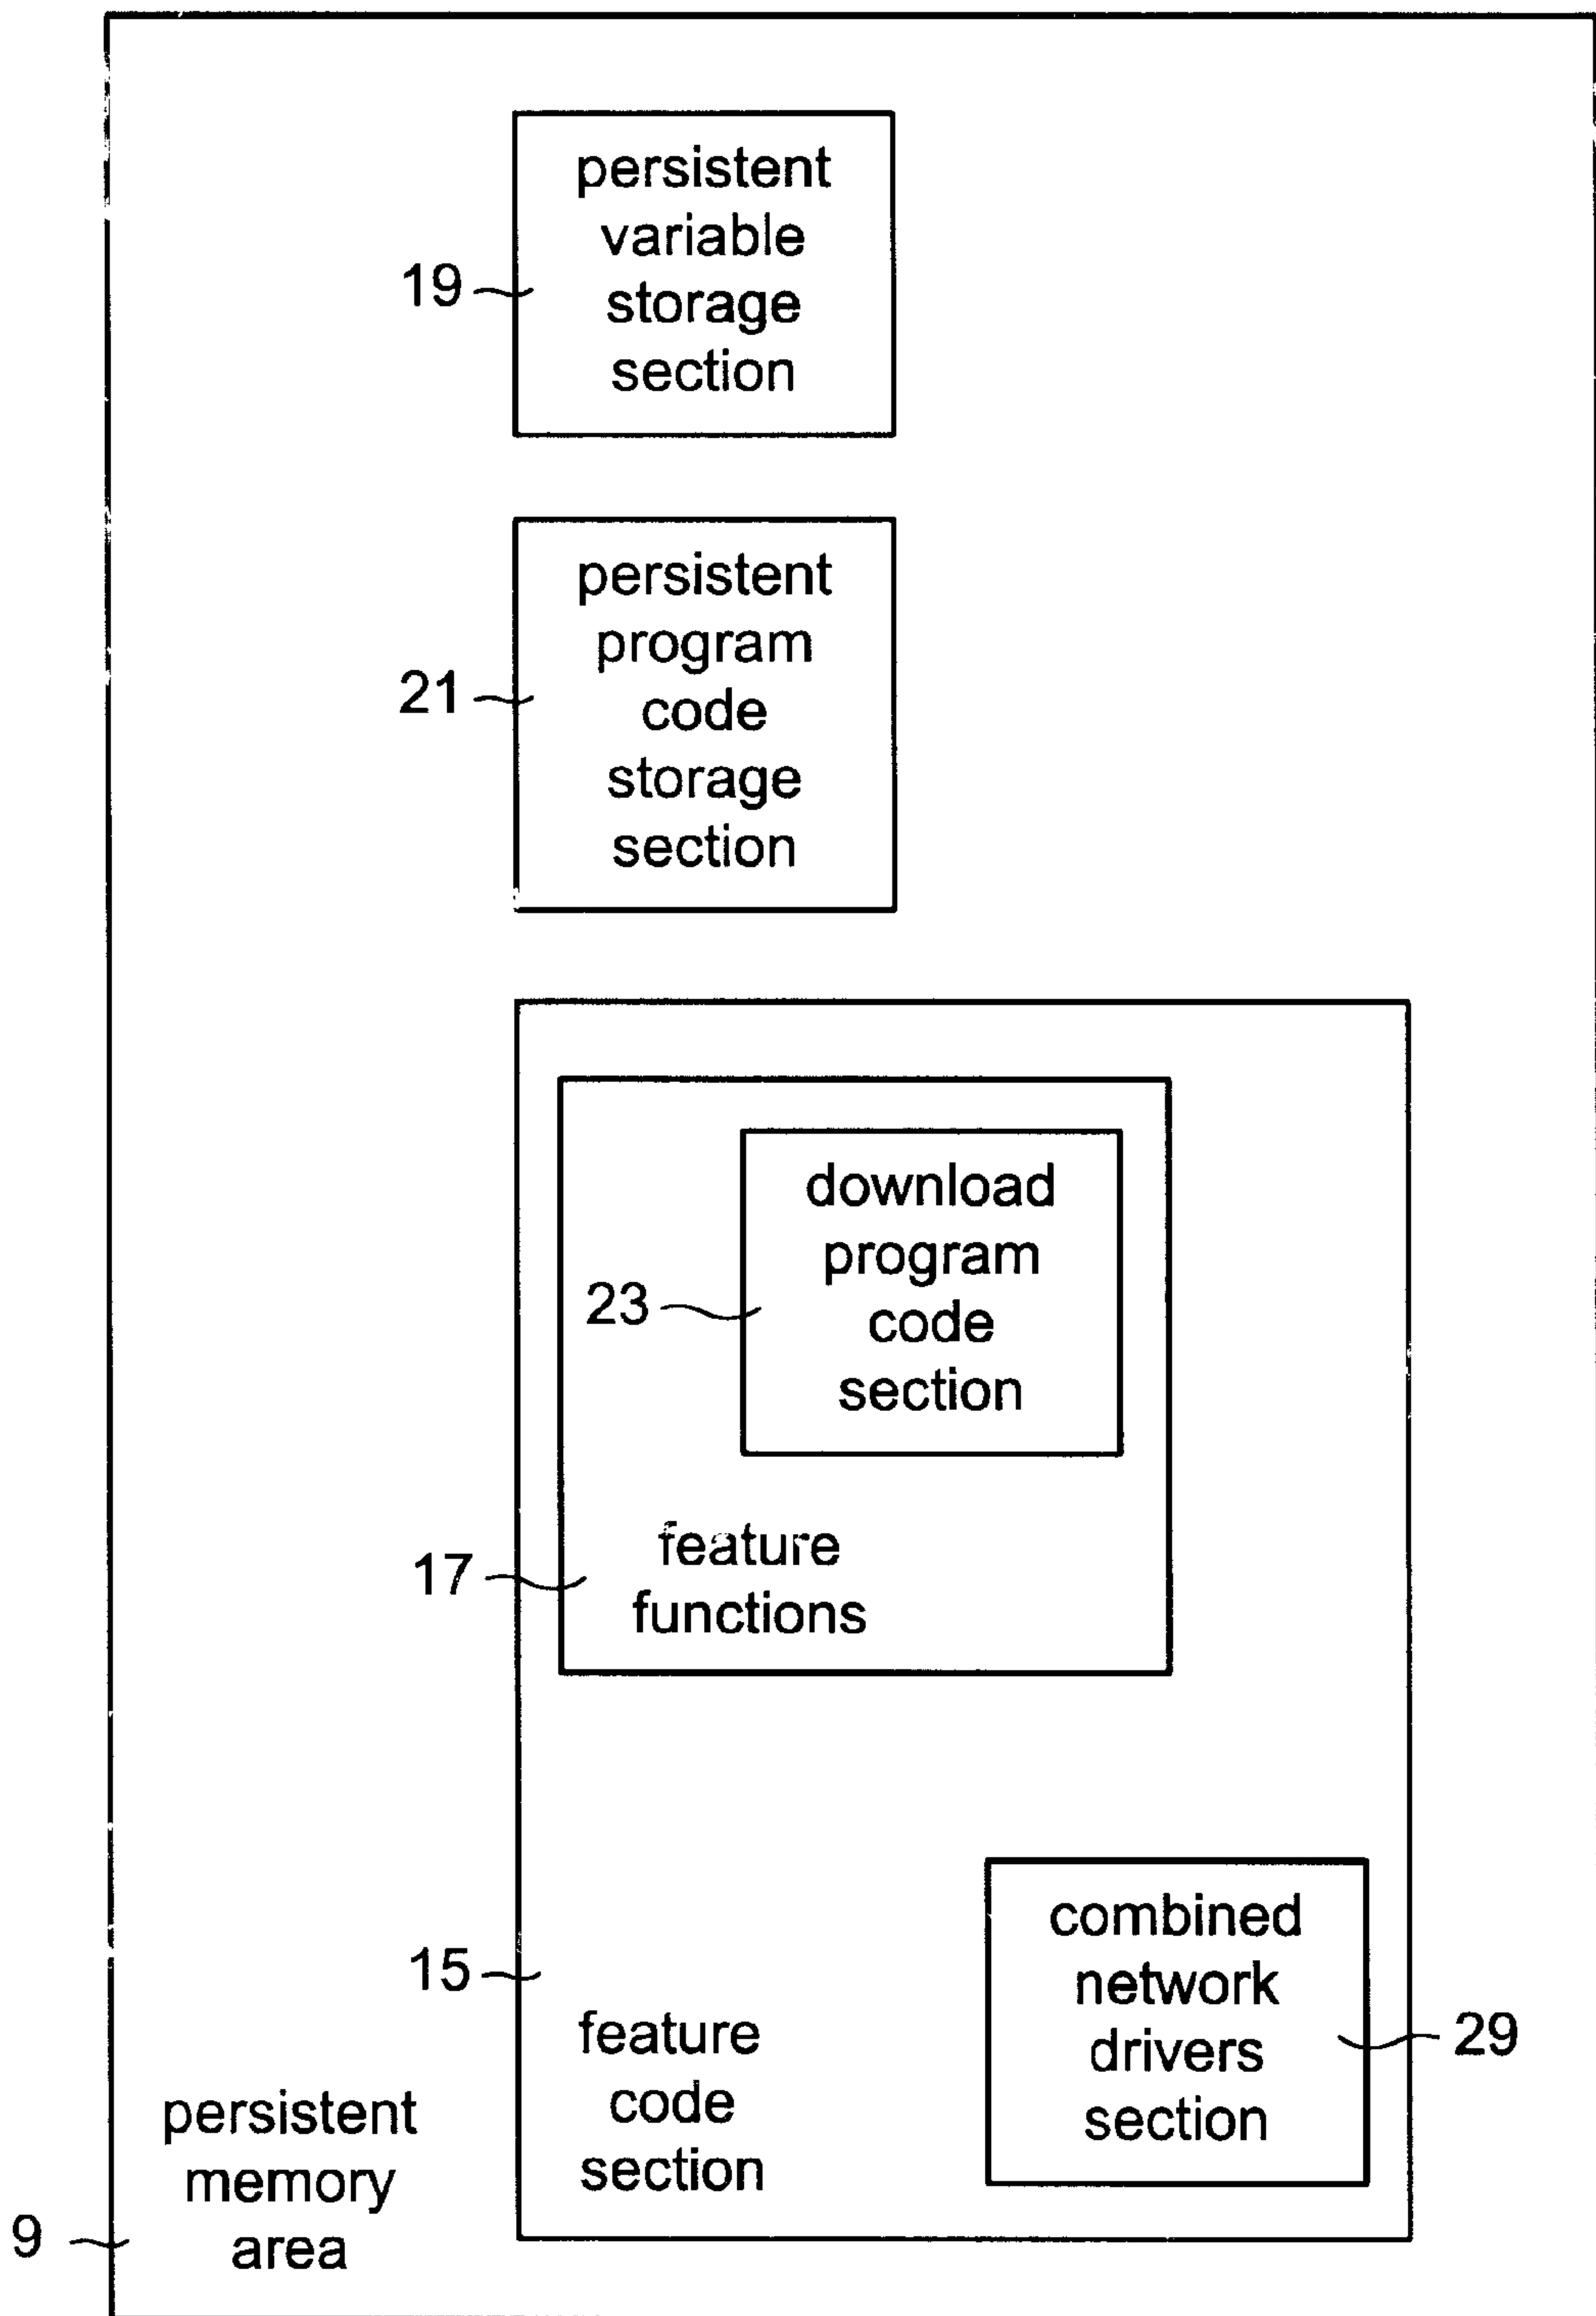 persistent
variable
19
storage
section
persistent
program
21
code
storage
section
download
program
23
code
section
feature
17
functions
combined
15
network
feature
drivers
29
code
section
section
persistent
memory
9
area